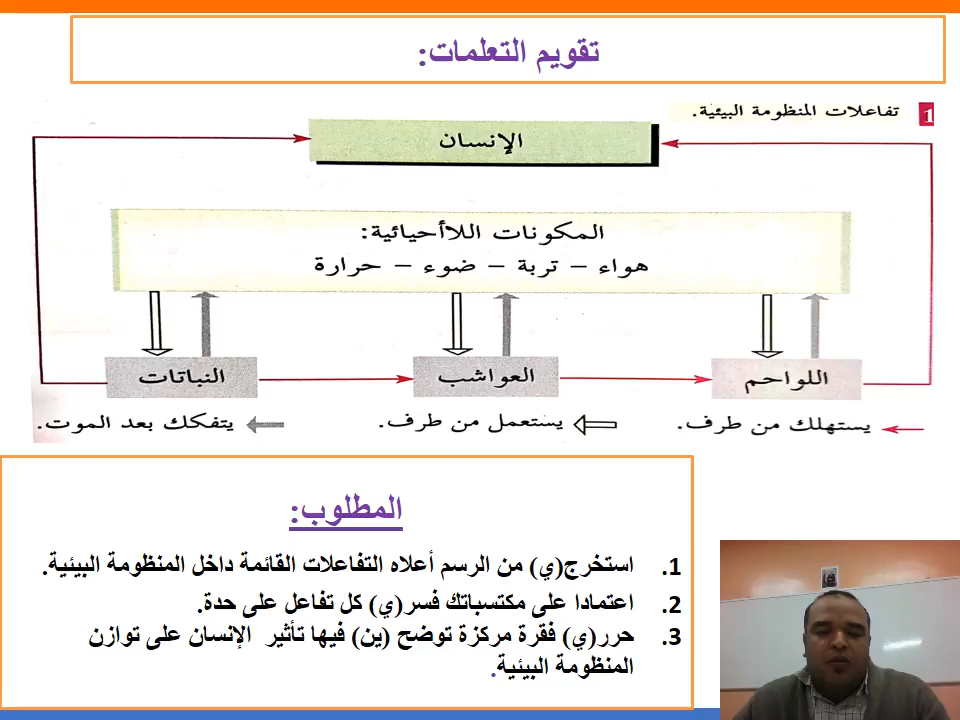 تقويم التعلمات:
1 تفاعلات المنظومة البيئية.
الإنسان
المكونات اللاأحيائية:
هواء – تربة – ضوء – حرارة
اللواحم
العواشب
النباتات
يستهلك من طرف.
يستعمل من طرف.
يتفكك بعد الموت.
المطلوب:
1. استخرج(ي) من الرسم أعلاه التفاعلات القائمة داخل المنظومة البيئية.
2. اعتمادا على مكتسباتك فسر(ي) كل تفاعل على حدة.
3. حرر(ي) فقرة مركزة توضح (ين) فيها تأثير الإنسان على توازن
المنظومة البيئية.